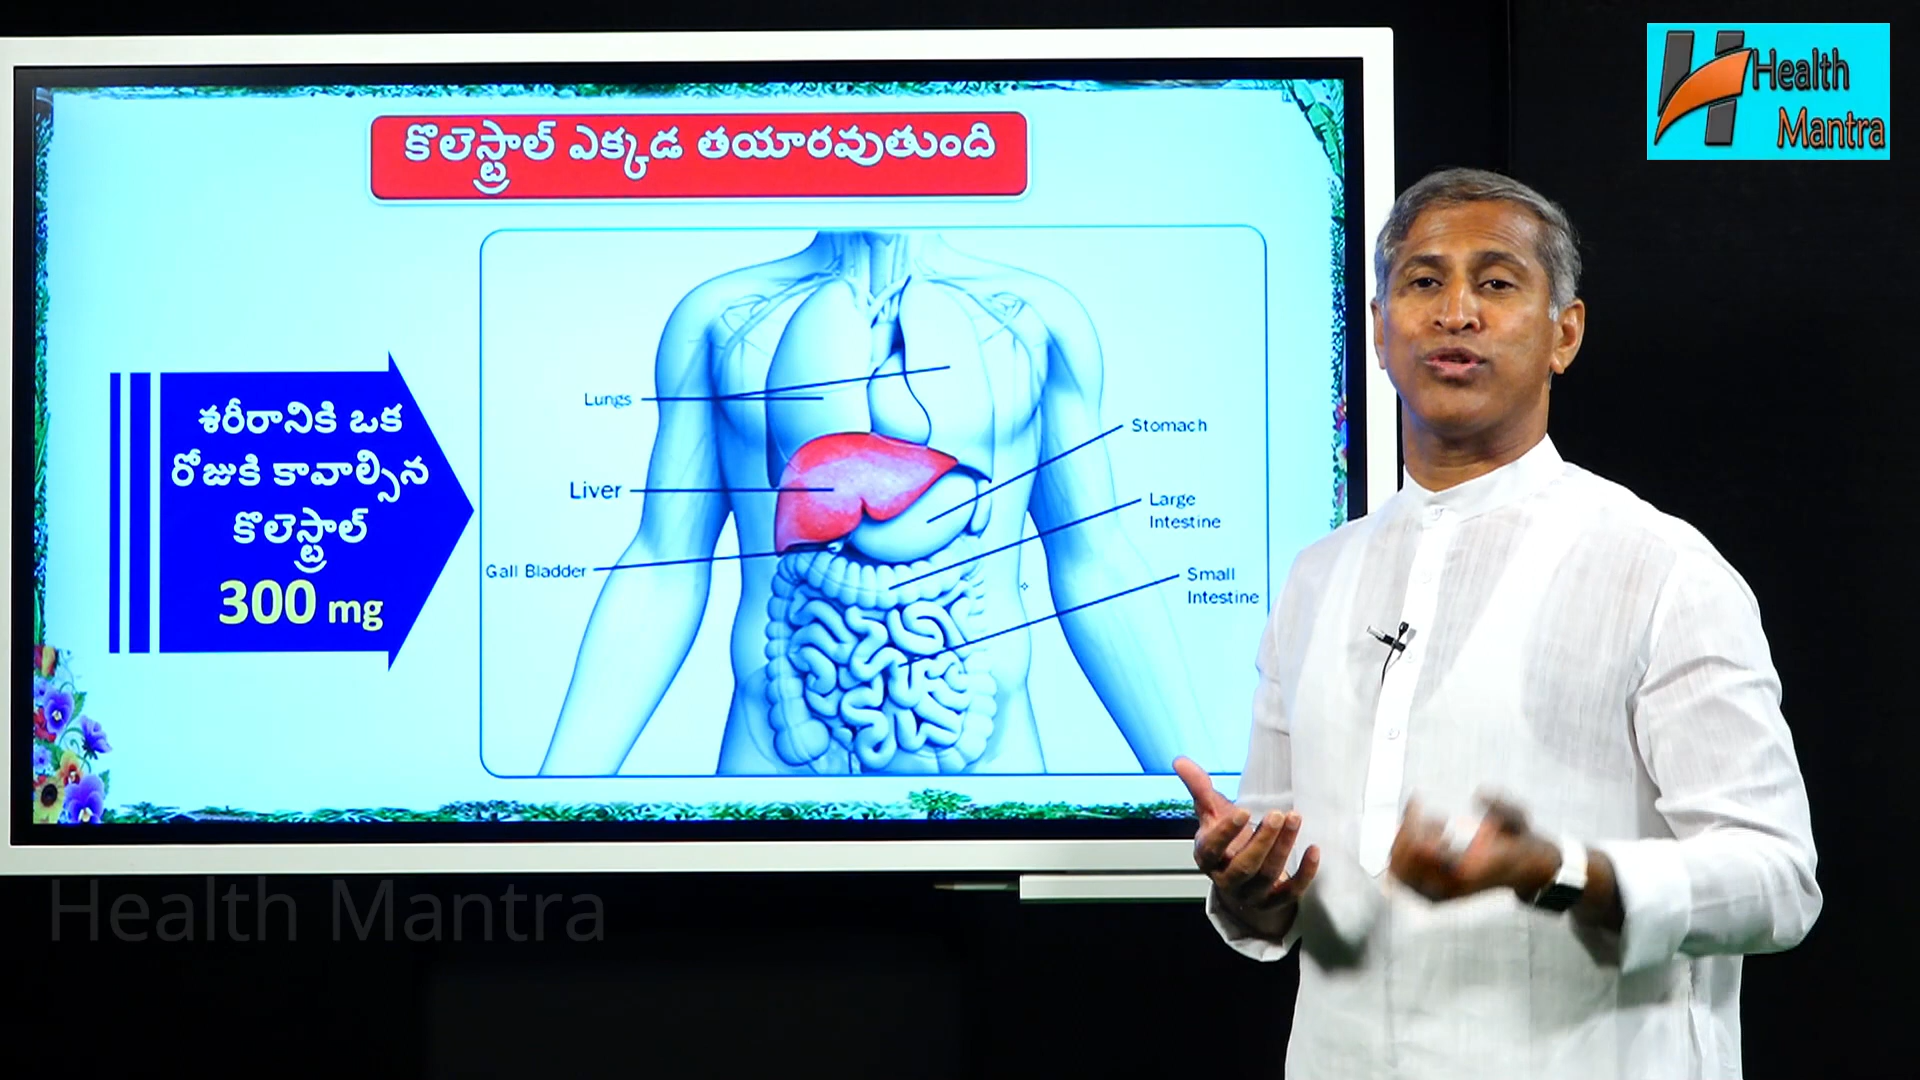 కొలెస్ట్రాల్ ఎక్కడ తయారవుతుంది
శరీరానికి ఒక
రోజుకి కావాల్సిన
కొలెస్ట్రాల్
300 mg
Lungs
Liver
Gall Bladder
Stomach
Large
Intestine
Small
Intestine
Health
Mantra
Health Mantra